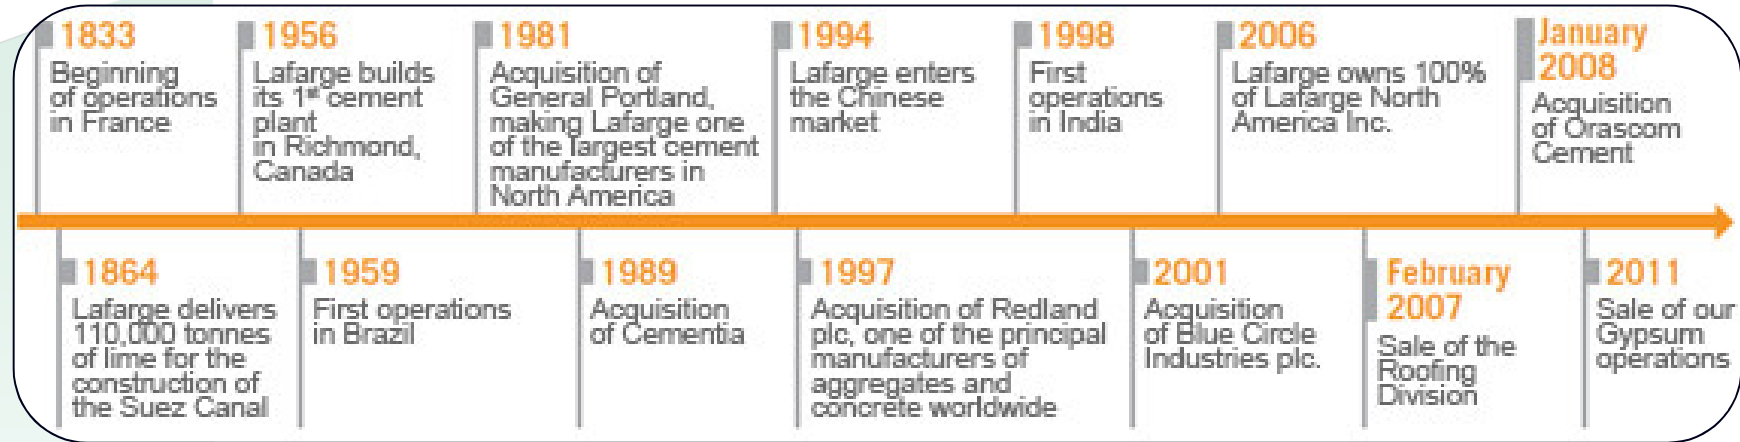 1833
Beginning
of operations
in France
1956
Lafarge builds
its 1st cement
plant
in Richmond,
Canada
1981
Acquisition of
General Portland,
making Lafarge one
of the largest cement
manufacturers in
North America
1994
Lafarge enters
the Chinese
market
1998
First
operations
in India
2006
Lafarge owns 100%
of Lafarge North
America Inc.
January
2008
Acquisition
of Orascom
Cement
1864
Lafarge delivers
110,000 tonnes
of lime for the
construction of
the Suez Canal
1959
First operations
in Brazil
1989
Acquisition
of Cementia
1997
Acquisition of Redland
plc, one of the principal
manufacturers of
aggregates and
concrete worldwide
2001
Acquisition
of Blue Circle
Industries plc.
February
2007
Sale of the
Roofing
Division
2011
Sale of our
Gypsum
operations